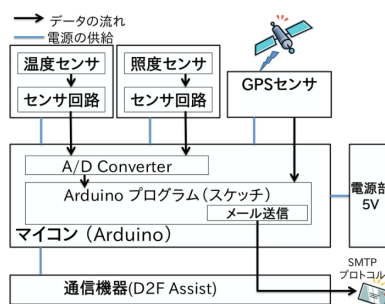 データの流れ
電源の供給
温度センサ
照度センサ
センサ回路
センサ回路
GPSセンサ
A/D Converter
Arduino プログラム(スケッチ)
メール送信
マイコン (Arduino)
電源部
5V
SMTP
プロトコル
通信機器(D2F Assist)